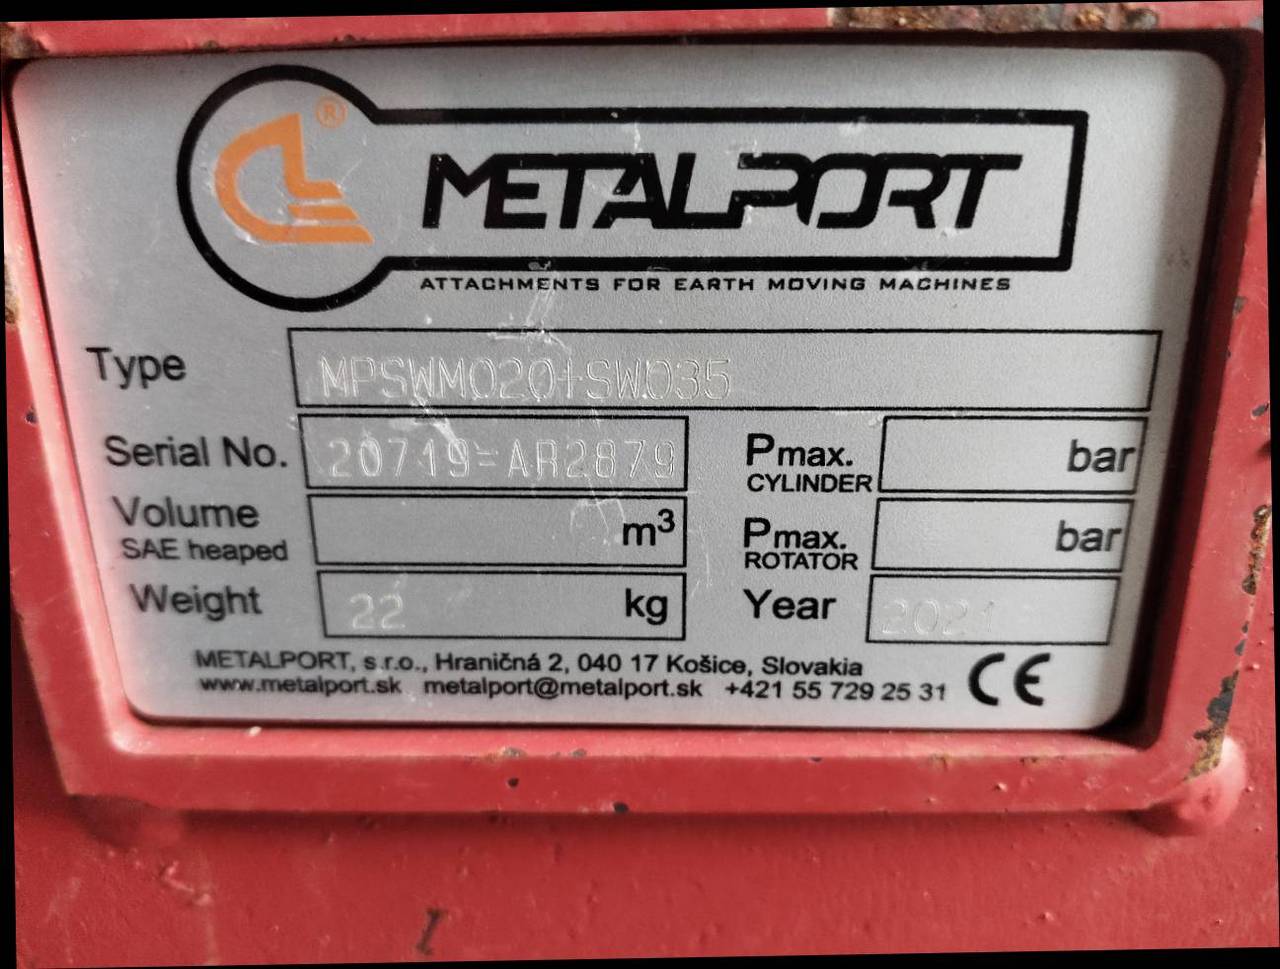 ®
METALPORT
ATTACHMENTS FOR EARTH MOVING MACHINES
Type MPSWM020+SW035
Serial No. 20719-AR2879
Pmax. CYLINDER bar
Volume SAE heaped m³
Pmax. ROTATOR bar
Weight 22 kg
Year 2021
METALPORT, s.r.o., Hraničná 2, 040 17 Košice, Slovakia
www.metalport.sk metalport@metalport.sk +421 55 729 25 31 CE